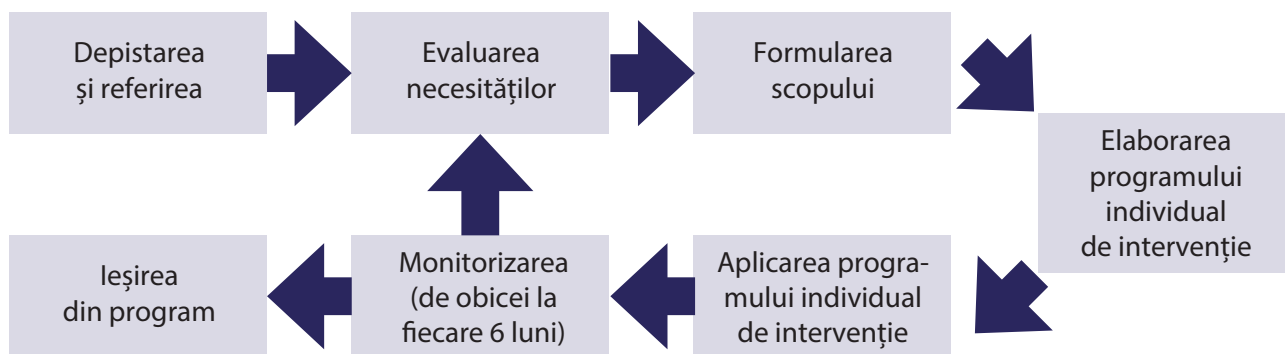 Depistarea
și referirea
Evaluarea
necesităților
Formularea
scopului
Elaborarea
programului
individual
de intervenție
Aplicarea progra-
mului individual
de intervenție
Monitorizarea
(de obicei la
fiecare 6 luni)
Ieșirea
din program